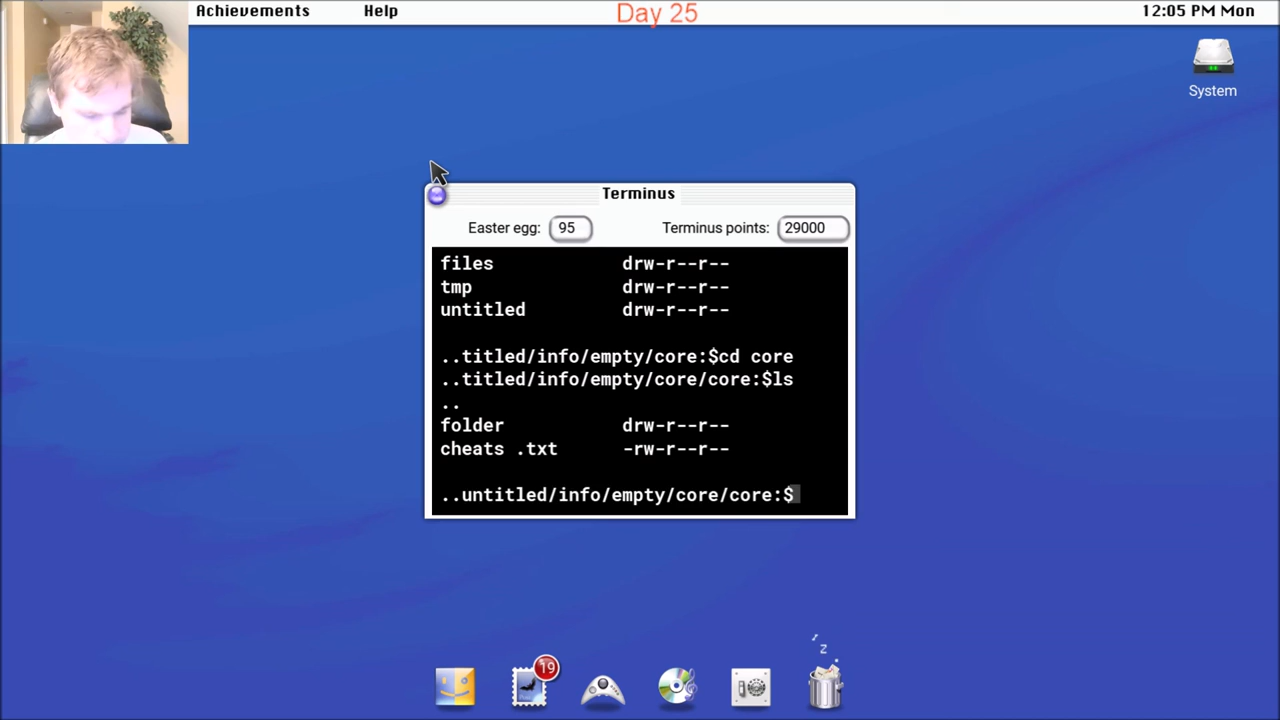 Achievements Help Day 25 12:05 PM Mon
System
Terminus
Easter egg: 95 Terminus points: 29000
files drw-r--r--
tmp drw-r--r--
untitled drw-r--r--
..titled/info/empty/core:$cd core
..titled/info/empty/core/core:$ls
..
folder drw-r--r--
cheats .txt -rw-r--r--
..untitled/info/empty/core/core:$
z
19